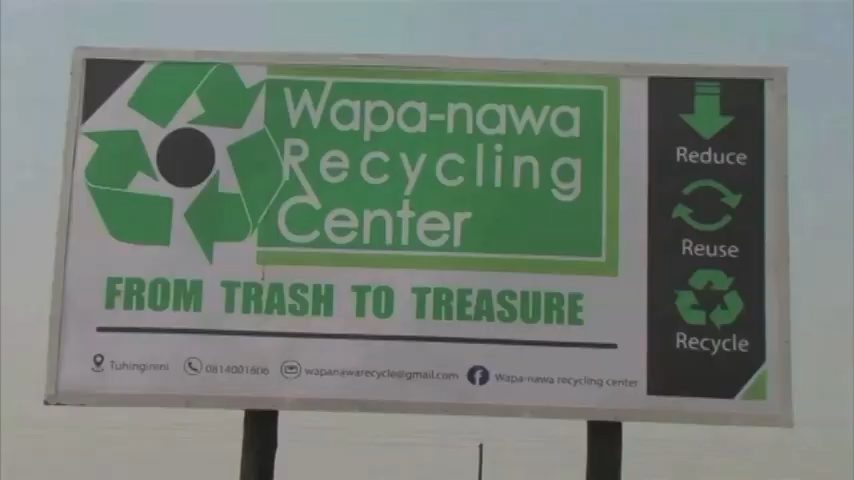 Wapa-nawa
Recycling
Center
FROM TRASH TO TREASURE
Tuhingireni 0814001606 wapanawarecycle@gmail.com Wapa-nawa recycling center
Reduce
Reuse
Recycle